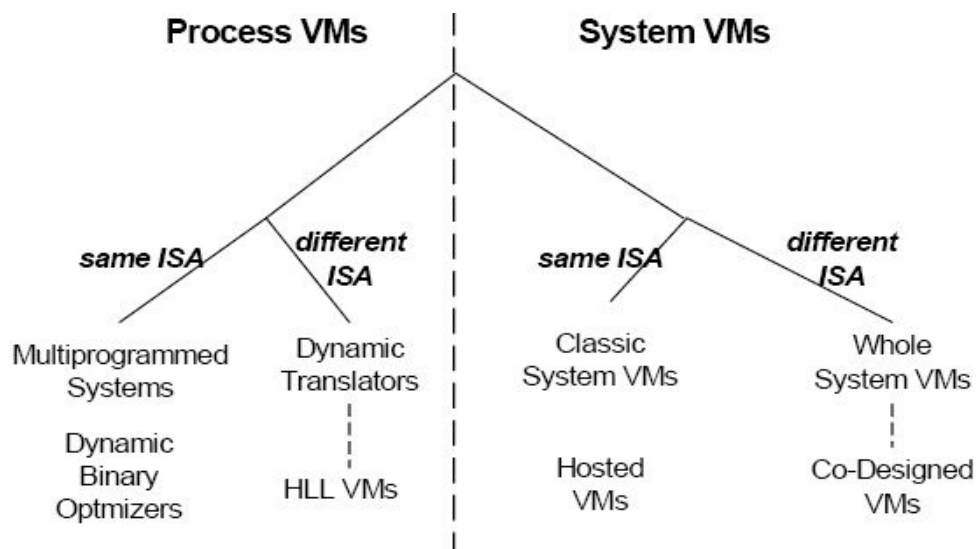 Process VMs
System VMs
same ISA
different
ISA
same ISA
different
ISA
Multiprogrammed
Systems
Dynamic
Translators
Classic
System VMs
Whole
System VMs
Dynamic
Binary
Optmizers
HLL VMs
Hosted
VMs
Co-Designed
VMs